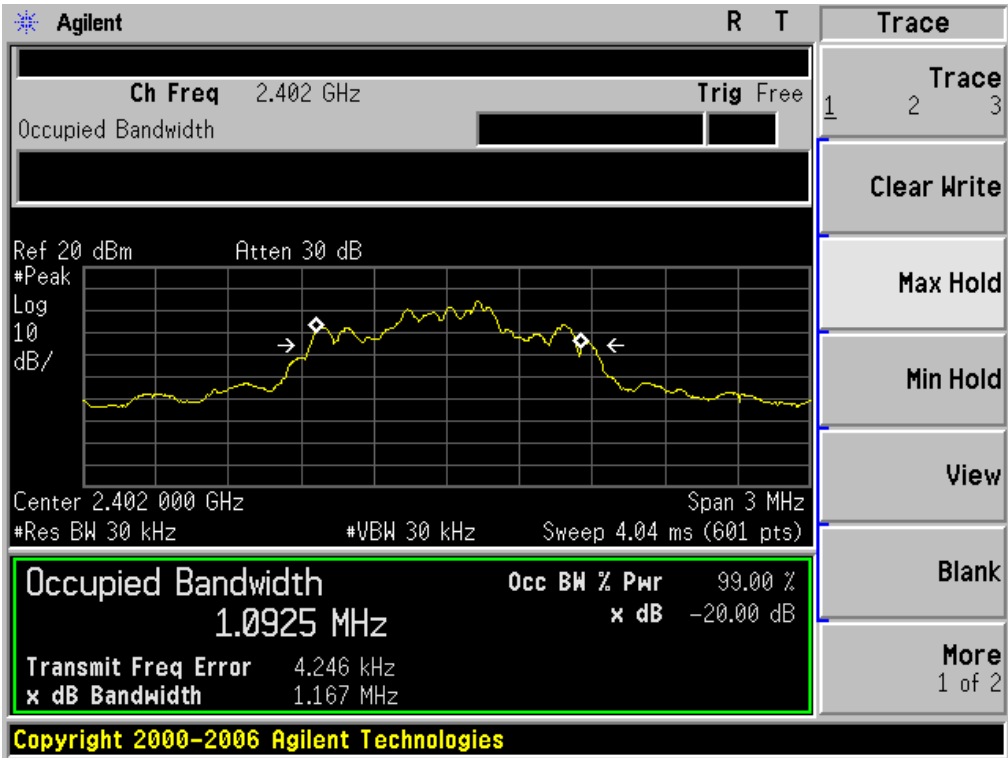 Agilent R T
Ch Freq 2.402 GHz Trig Free
Occupied Bandwidth
Ref 20 dBm Atten 30 dB
#Peak
Log
10
dB/
Center 2.402 000 GHz Span 3 MHz
#Res BW 30 kHz #VBW 30 kHz Sweep 4.04 ms (601 pts)
Occupied Bandwidth Occ BW % Pwr 99.00 %
1.0925 MHz x dB -20.00 dB
Transmit Freq Error 4.246 kHz
x dB Bandwidth 1.167 MHz
Copyright 2000-2006 Agilent Technologies
Trace
Trace
1 2 3
Clear Write
Max Hold
Min Hold
View
Blank
More
1 of 2